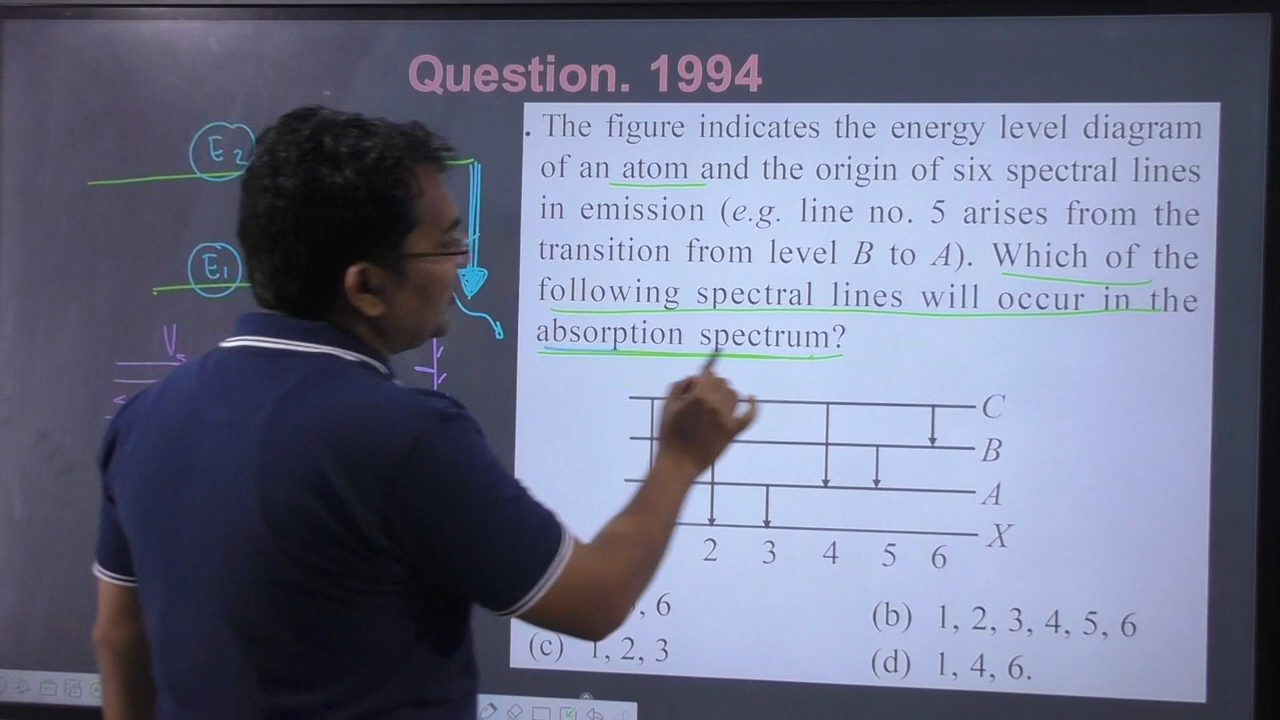 Question. 1994
E2
E1
V
. The figure indicates the energy level diagram
of an atom and the origin of six spectral lines
in emission (e.g. line no. 5 arises from the
transition from level B to A). Which of the
following spectral lines will occur in the
absorption spectrum?
C
B
A
X
2 3 4 5 6
, 6
(b) 1, 2, 3, 4, 5, 6
(c) 1, 2, 3
(d) 1, 4, 6.